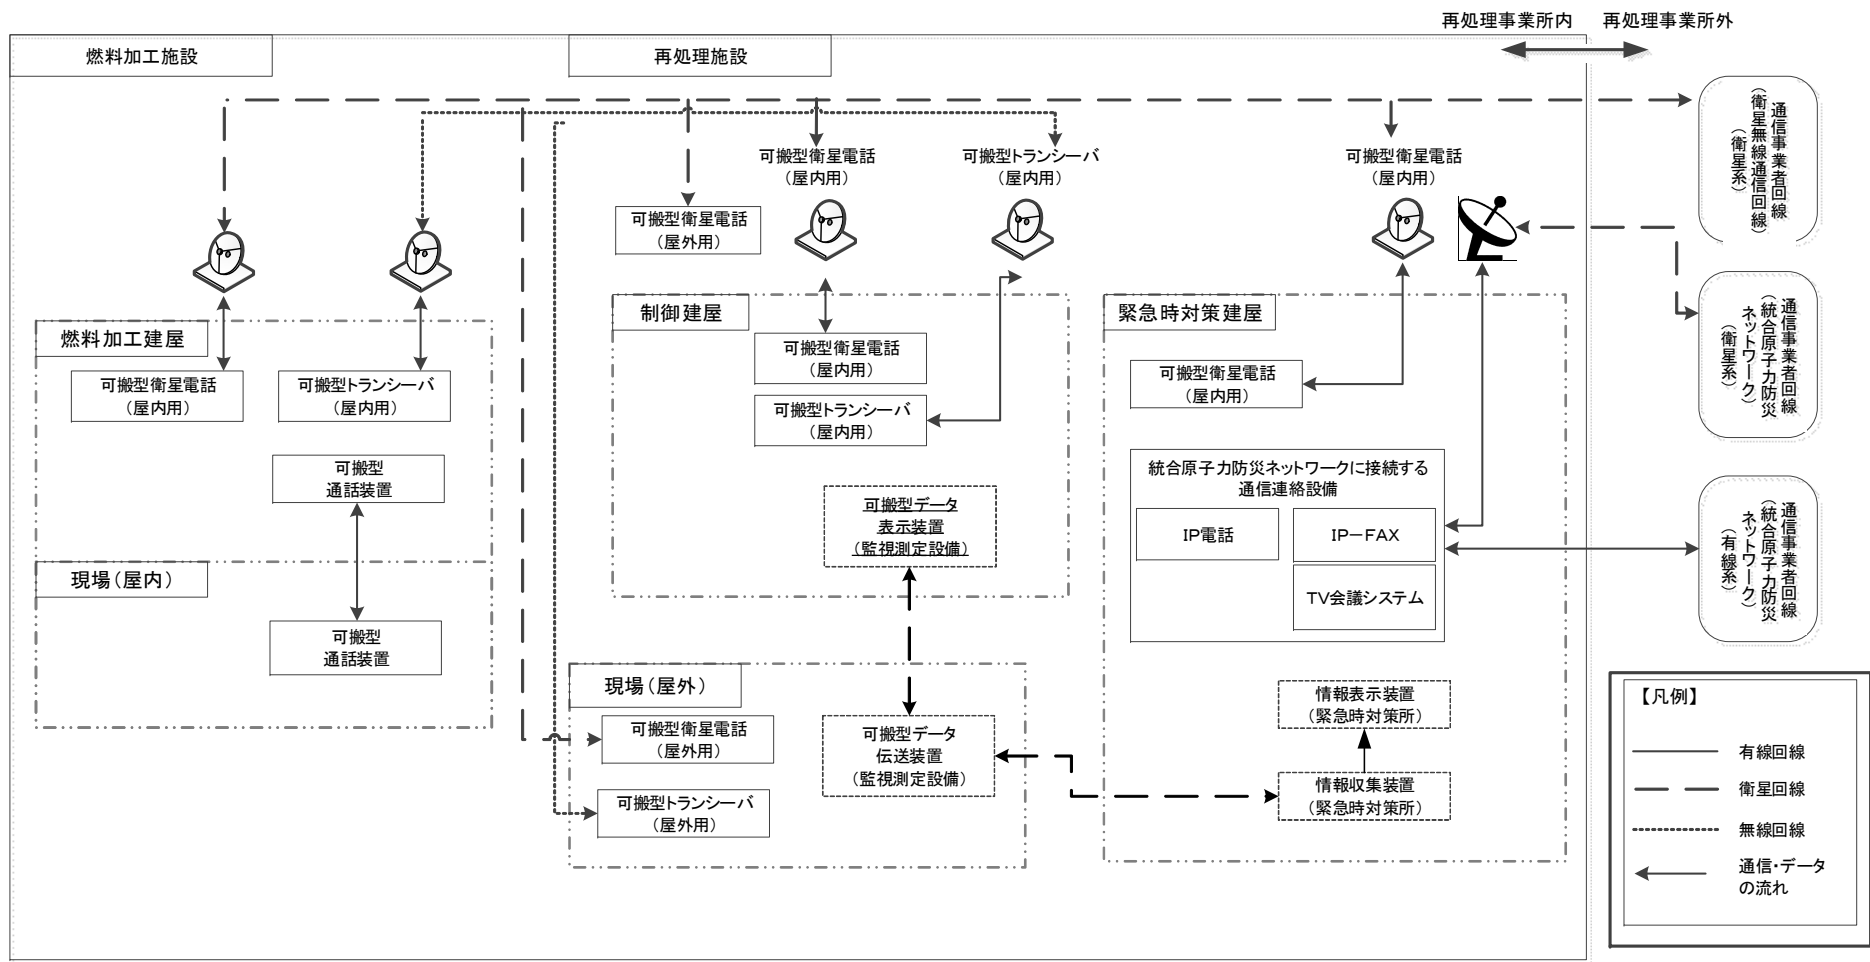 再処理事業所内
再処理事業所外
燃料加工施設
再処理施設
通信事業者回線
(衛星無線通信回線)
(衛星系)
可搬型衛星電話
(屋内用)
可搬型トランシーバ
(屋内用)
可搬型衛星電話
(屋内用)
可搬型衛星電話
(屋外用)
通信事業者回線
(統合原子力防災
ネットワーク)
(衛星系)
燃料加工建屋
可搬型衛星電話
(屋内用)
可搬型トランシーバ
(屋内用)
可搬型
通話装置
現場(屋内)
可搬型
通話装置
制御建屋
可搬型衛星電話
(屋内用)
可搬型トランシーバ
(屋内用)
可搬型データ
表示装置
(監視測定設備)
緊急時対策建屋
可搬型衛星電話
(屋内用)
統合原子力防災ネットワークに接続する
通信連絡設備
IP電話
IP-FAX
TV会議システム
通信事業者回線
(統合原子力防災
ネットワーク)
(有線系)
現場(屋外)
可搬型衛星電話
(屋外用)
可搬型トランシーバ
(屋外用)
可搬型データ
伝送装置
(監視測定設備)
情報表示装置
(緊急時対策所)
情報収集装置
(緊急時対策所)
【凡例】
有線回線
衛星回線
無線回線
通信・データ
の流れ